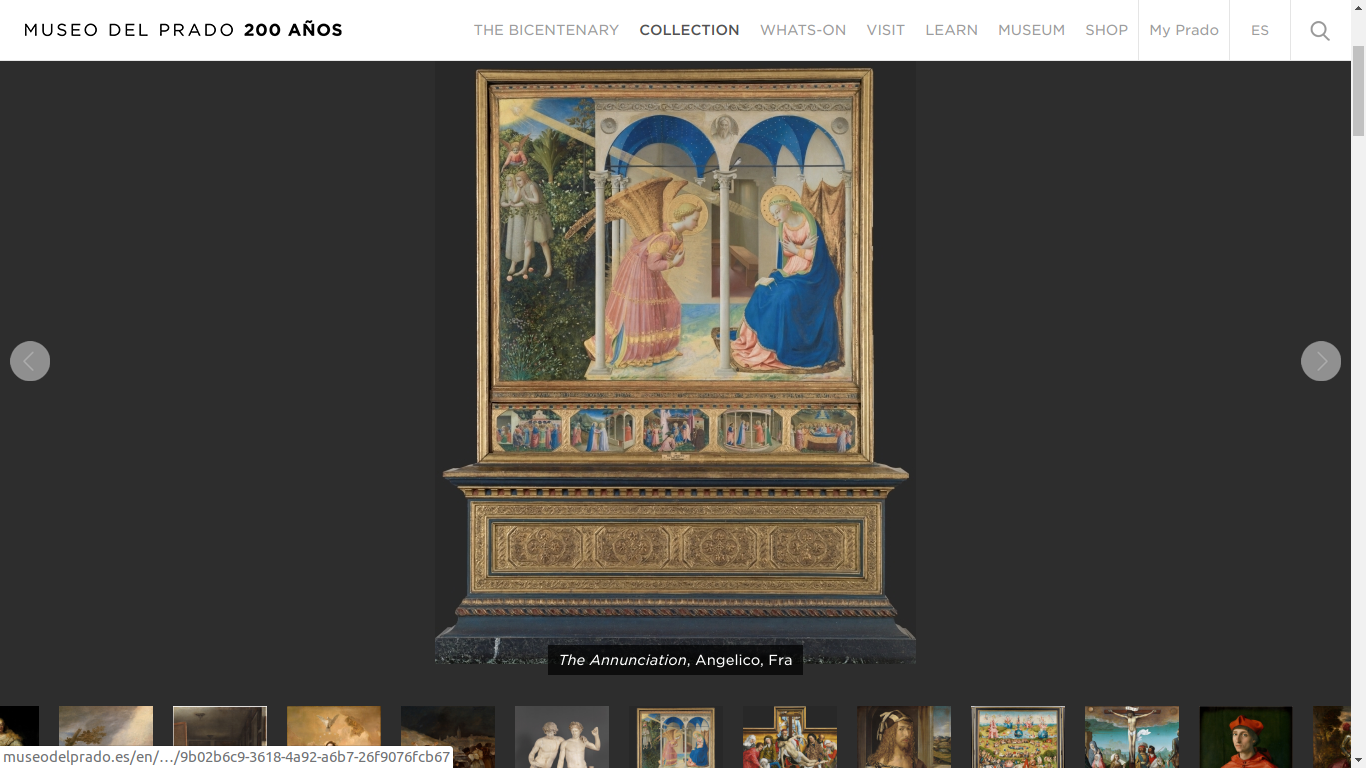 MUSEO DEL PRADO 200 AÑOS
THE BICENTENARY COLLECTION WHATS-ON VISIT LEARN MUSEUM SHOP My Prado ES
The Annunciation, Angelico, Fra
museodelprado.es/en/…/9b02b6c9-3618-4a92-a6b7-26f9076fcb67